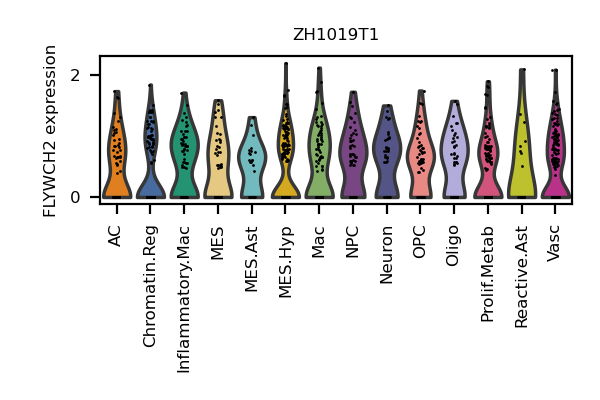 ZH1019T1
FLYWCH2 expression
2
0
AC
Chromatin.Reg
Inflammatory.Mac
MES
MES.Ast
MES.Hyp
Mac
NPC
Neuron
OPC
Oligo
Prolif.Metab
Reactive.Ast
Vasc